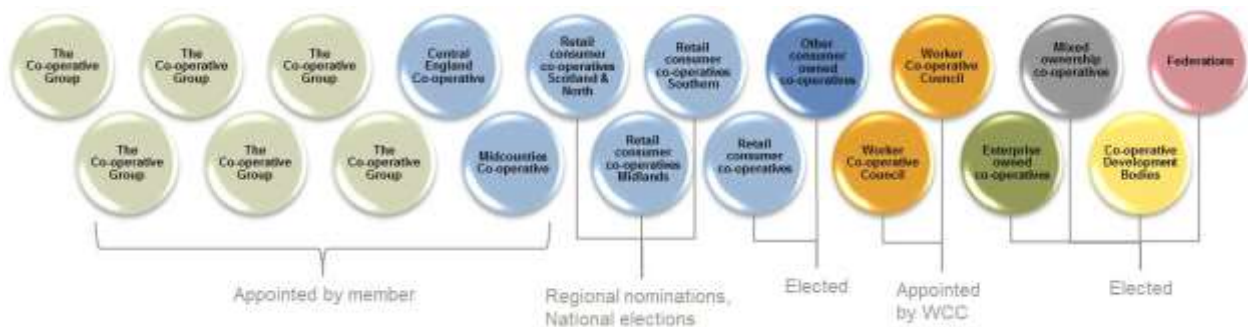 The
Co-operative
Group
The
Co-operative
Group
The
Co-operative
Group
Central
England
Co-operative
Retail
consumer
co-operatives
Scotland &
North
Retail
consumer
co-operatives
Southern
Other
consumer
owned
co-operatives
Worker
Co-operative
Council
Mixed
ownership
co-operatives
Federations
The
Co-operative
Group
The
Co-operative
Group
The
Co-operative
Group
Midcounties
Co-operative
Retail
consumer
co-operatives
Midlands
Retail
consumer
co-operatives
Worker
Co-operative
Council
Enterprise
owned
co-operatives
Co-operative
Development
Bodies
Appointed by member
Regional nominations,
National elections
Elected
Appointed
by WCC
Elected